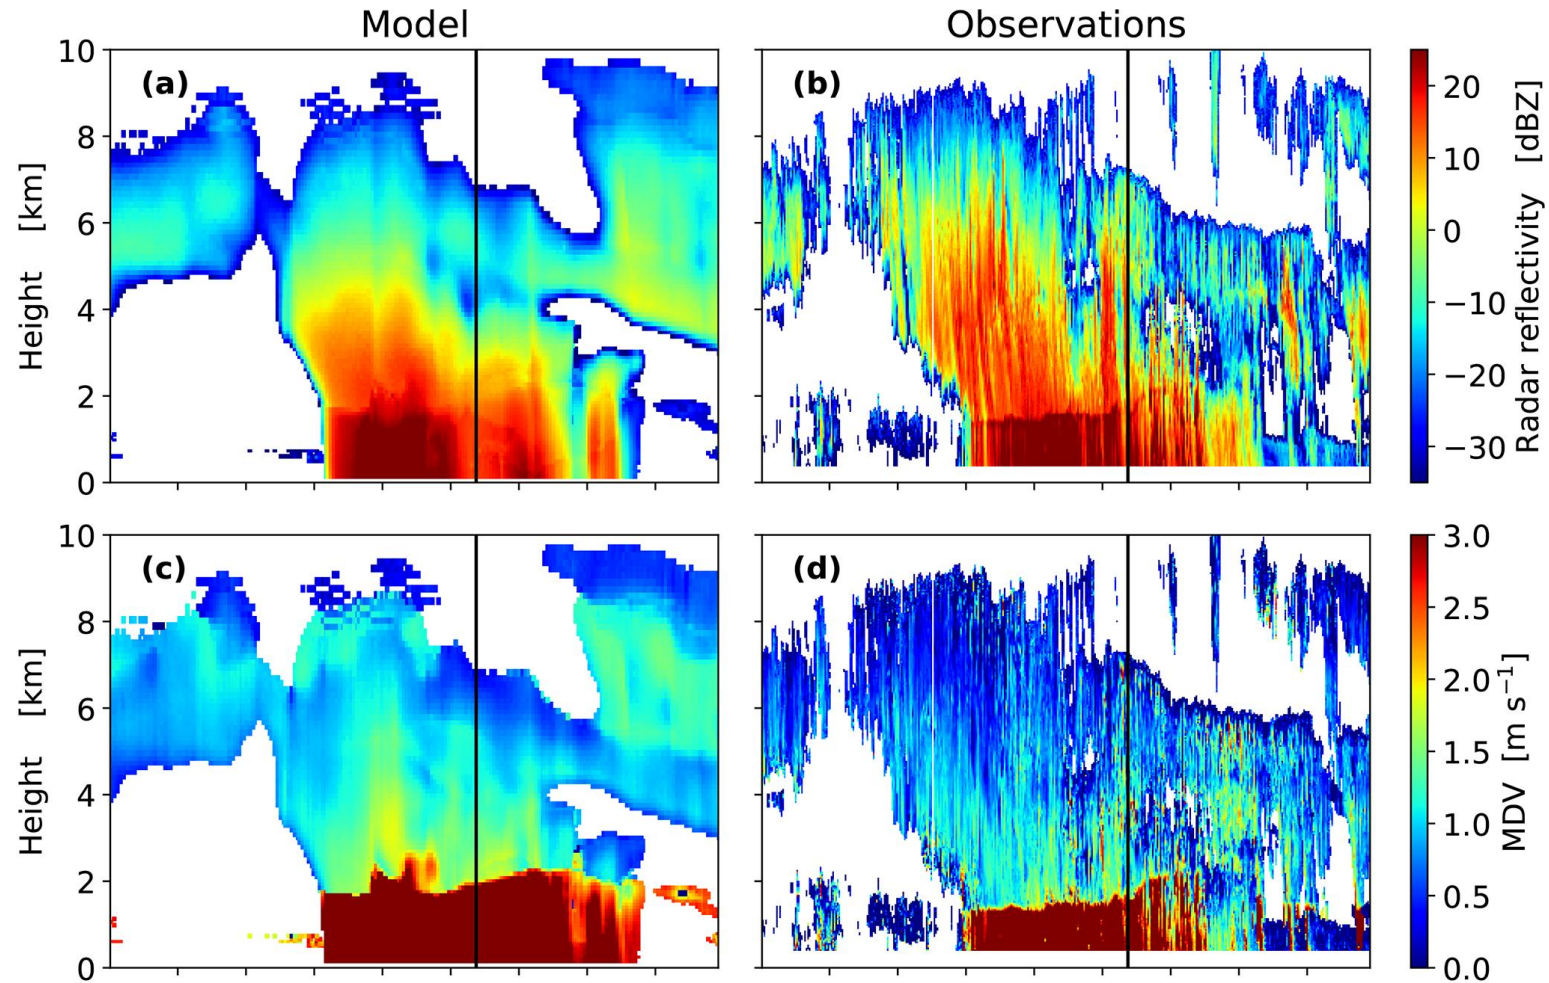 Model
Observations
(a)
(b)
10
8
6
4
2
0
Height [km]
20
10
0
−10
−20
−30
Radar reflectivity [dBZ]
(c)
(d)
10
8
6
4
2
0
Height [km]
3.0
2.5
2.0
1.5
1.0
0.5
0.0
MDV [m s⁻¹]